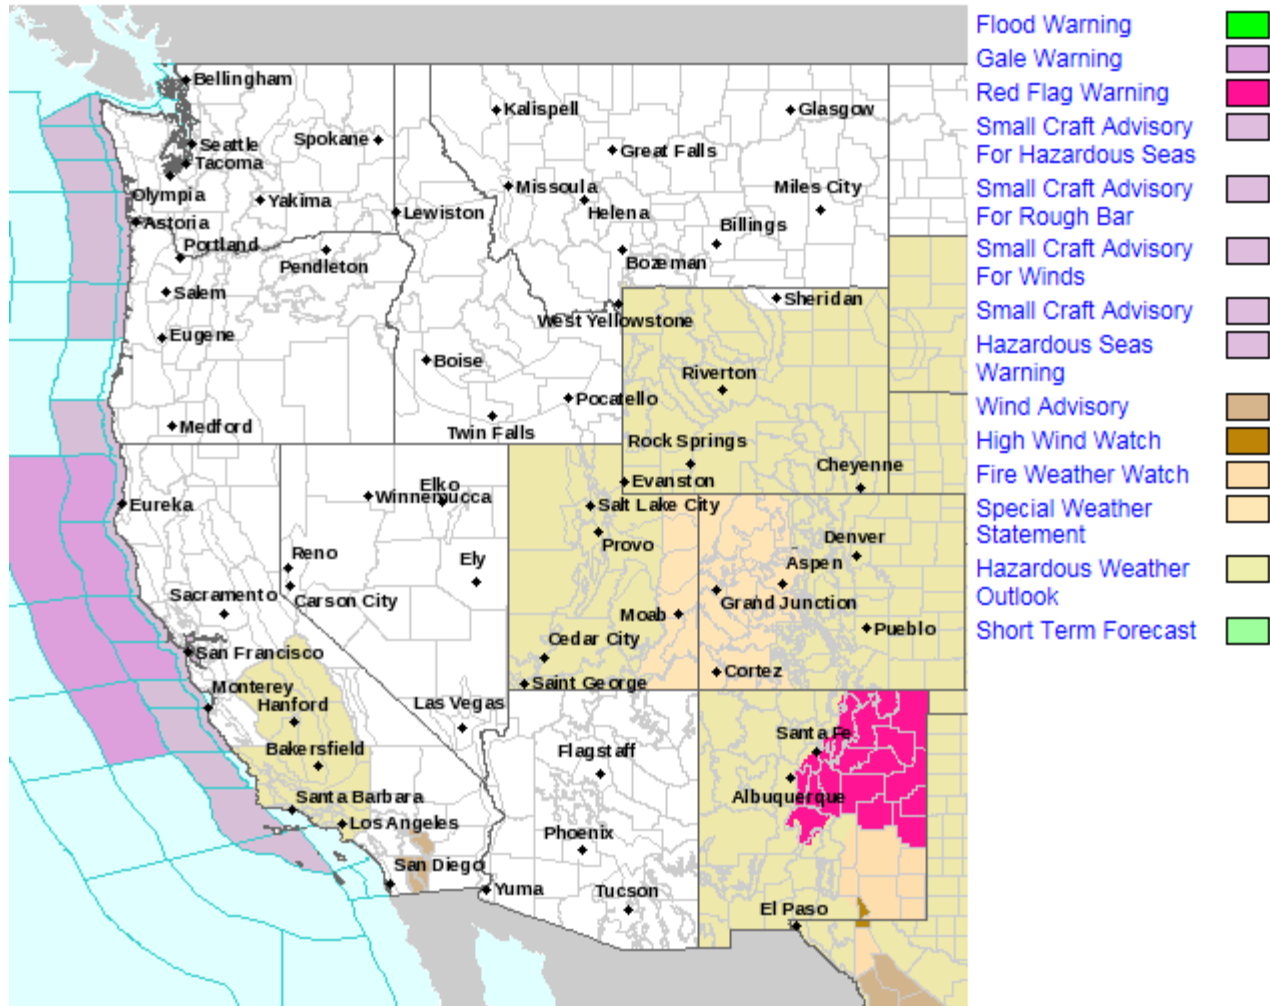 Bellingham
Seattle
Tacoma
Olympia
Spokane
Yakima
Astoria
Portland
Lewiston
Pendleton
Salem
Eugene
Medford
Kalispell
Glasgow
Great Falls
Missoula
Helena
Miles City
Billings
Bozeman
Sheridan
West Yellowstone
Boise
Pocatello
Twin Falls
Riverton
Rock Springs
Cheyenne
Evanston
Elko
Winnemucca
Eureka
Reno
Carson City
Ely
Sacramento
San Francisco
Monterey
Hanford
Bakersfield
Las Vegas
Santa Barbara
Los Angeles
San Diego
Salt Lake City
Provo
Moab
Cedar City
Saint George
Denver
Aspen
Grand Junction
Pueblo
Cortez
Santa Fe
Albuquerque
Flagstaff
Phoenix
Tucson
Yuma
El Paso
Flood Warning
Gale Warning
Red Flag Warning
Small Craft Advisory
For Hazardous Seas
Small Craft Advisory
For Rough Bar
Small Craft Advisory
For Winds
Small Craft Advisory
Hazardous Seas
Warning
Wind Advisory
High Wind Watch
Fire Weather Watch
Special Weather
Statement
Hazardous Weather
Outlook
Short Term Forecast